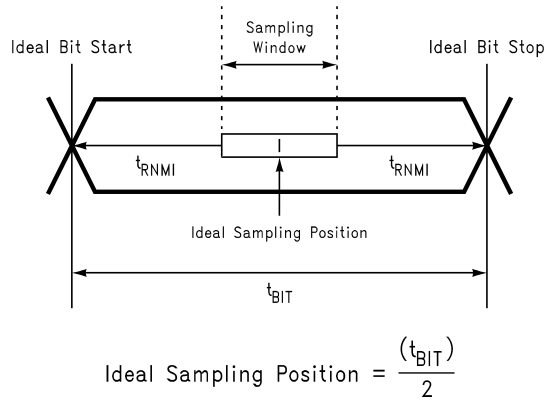 Sampling
Window
Ideal Bit Start
Ideal Bit Stop
tRNMI
tRNMI
Ideal Sampling Position
tBIT
Ideal Sampling Position = (tBIT)
2